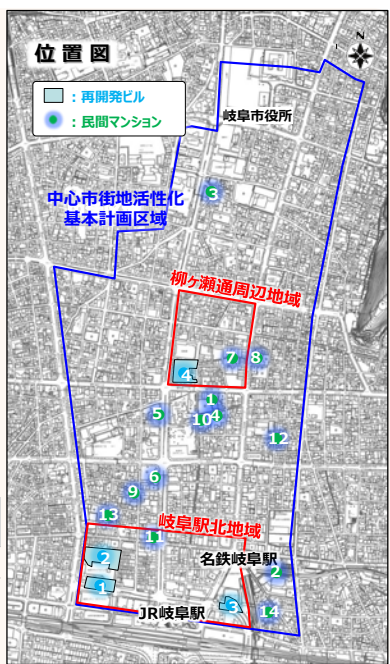 位置図
N
：再開発ビル
：民間マンション
岐阜市役所
3
中心市街地活性化
基本計画区域
柳ヶ瀬通周辺地域
7
8
4
1
5
4
10
12
6
9
13
岐阜駅北地域
11
2
名鉄岐阜駅
2
1
3
JR岐阜駅
14